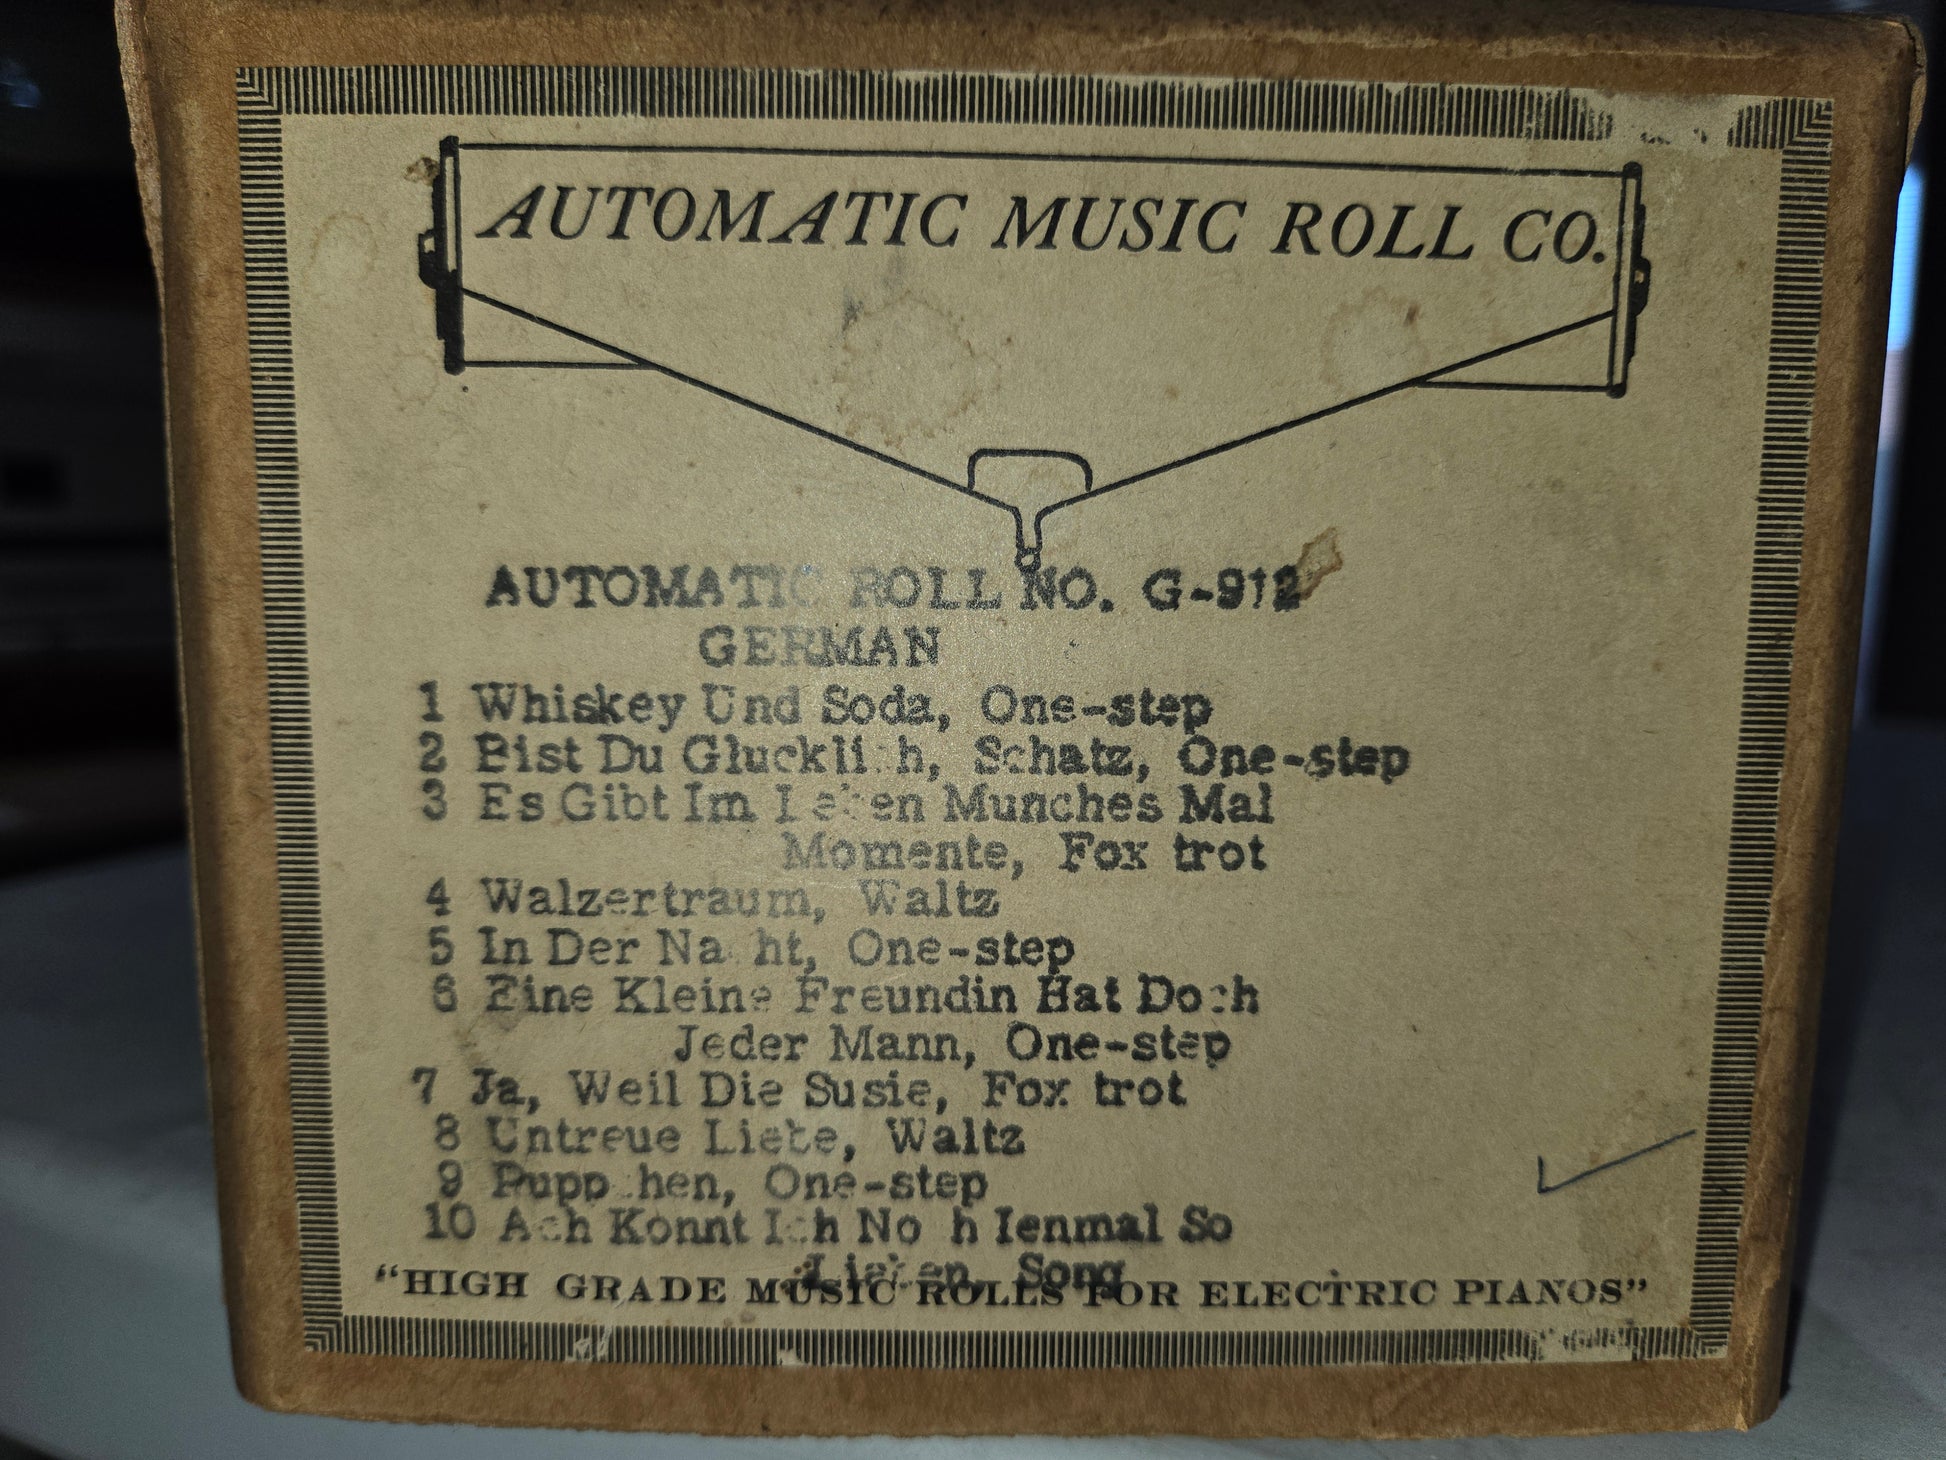 AUTOMATIC MUSIC ROLL CO.
AUTOMATIC ROLL NO. G-912
GERMAN
1 Whiskey Und Soda, One-step
2 Bist Du Glucklich, Schatz, One-step
3 Es Gibt Im Leben Munches Mal
Momente, Fox trot
4 Walzertraum, Waltz
5 In Der Nacht, One-step
6 Eine Kleine Freundin Hat Doch
Jeder Mann, One-step
7 Ja, Weil Die Susie, Fox trot
8 Untreue Liebe, Waltz
9 Puppchen, One-step
10 Ach Konnt Ich Noch Ienmal So
Lieben, Song
"HIGH GRADE MUSIC ROLLS FOR ELECTRIC PIANOS"